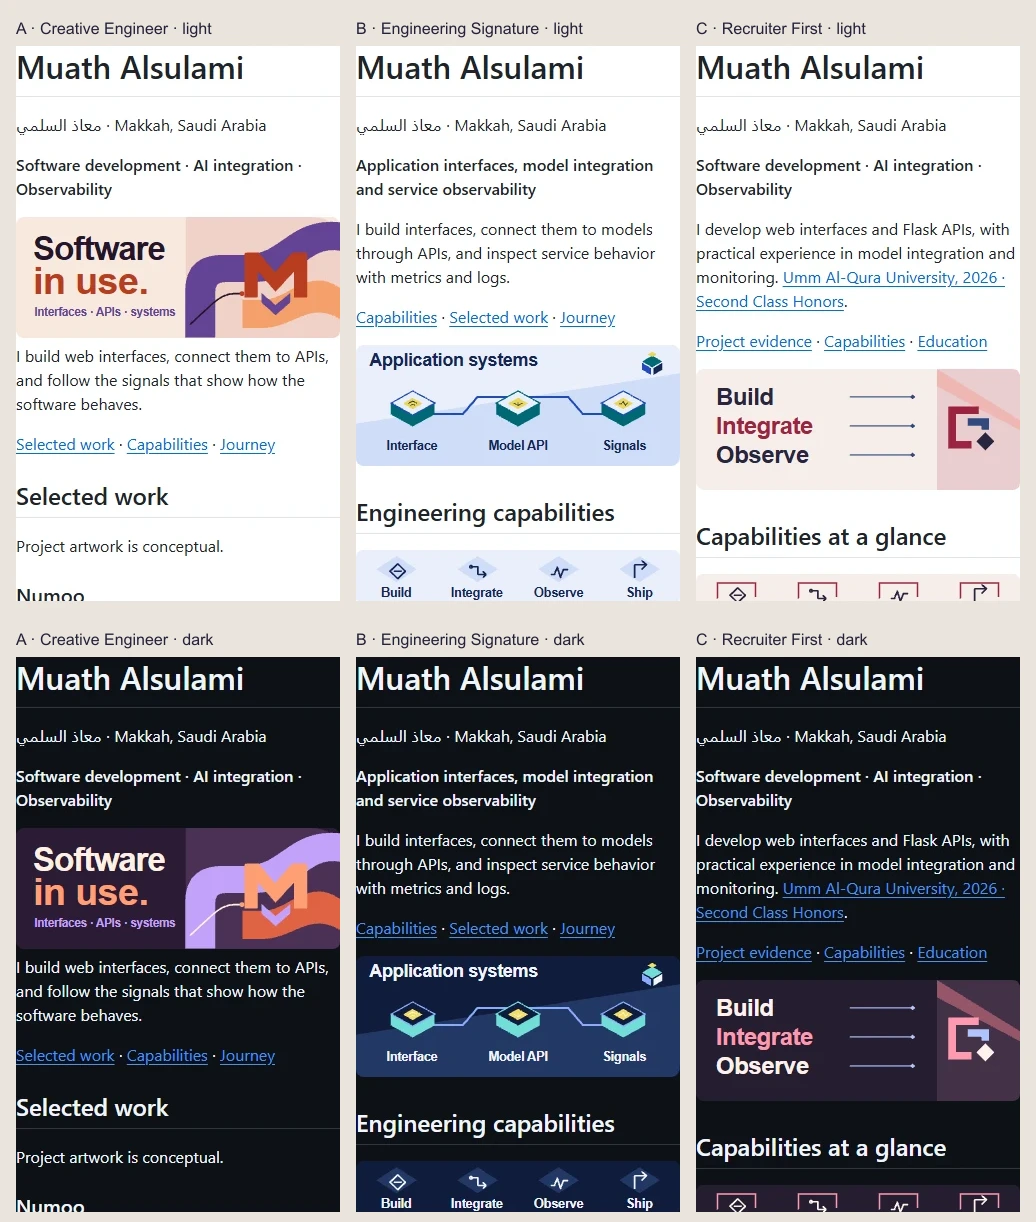 A · Creative Engineer · light
Muath Alsulami
معاذ السلمي · Makkah, Saudi Arabia
Software development · AI integration ·
Observability
Software
in use.
Interfaces · APIs · systems
I build web interfaces, connect them to APIs,
and follow the signals that show how the
software behaves.
Selected work · Capabilities · Journey
Selected work
Project artwork is conceptual.
Numoo
B · Engineering Signature · light
Muath Alsulami
معاذ السلمي · Makkah, Saudi Arabia
Application interfaces, model integration
and service observability
I build interfaces, connect them to models
through APIs, and inspect service behavior
with metrics and logs.
Capabilities · Selected work · Journey
Application systems
Interface
Model API
Signals
Engineering capabilities
Build
Integrate
Observe
Ship
C · Recruiter First · light
Muath Alsulami
معاذ السلمي · Makkah, Saudi Arabia
Software development · AI integration ·
Observability
I develop web interfaces and Flask APIs, with
practical experience in model integration and
monitoring. Umm Al-Qura University, 2026 ·
Second Class Honors.
Project evidence · Capabilities · Education
Build
Integrate
Observe
Capabilities at a glance
A · Creative Engineer · dark
Muath Alsulami
معاذ السلمي · Makkah, Saudi Arabia
Software development · AI integration ·
Observability
Software
in use.
Interfaces · APIs · systems
I build web interfaces, connect them to APIs,
and follow the signals that show how the
software behaves.
Selected work · Capabilities · Journey
Selected work
Project artwork is conceptual.
Numoo
B · Engineering Signature · dark
Muath Alsulami
معاذ السلمي · Makkah, Saudi Arabia
Application interfaces, model integration
and service observability
I build interfaces, connect them to models
through APIs, and inspect service behavior
with metrics and logs.
Capabilities · Selected work · Journey
Application systems
Interface
Model API
Signals
Engineering capabilities
Build
Integrate
Observe
Ship
C · Recruiter First · dark
Muath Alsulami
معاذ السلمي · Makkah, Saudi Arabia
Software development · AI integration ·
Observability
I develop web interfaces and Flask APIs, with
practical experience in model integration and
monitoring. Umm Al-Qura University, 2026 ·
Second Class Honors.
Project evidence · Capabilities · Education
Build
Integrate
Observe
Capabilities at a glance